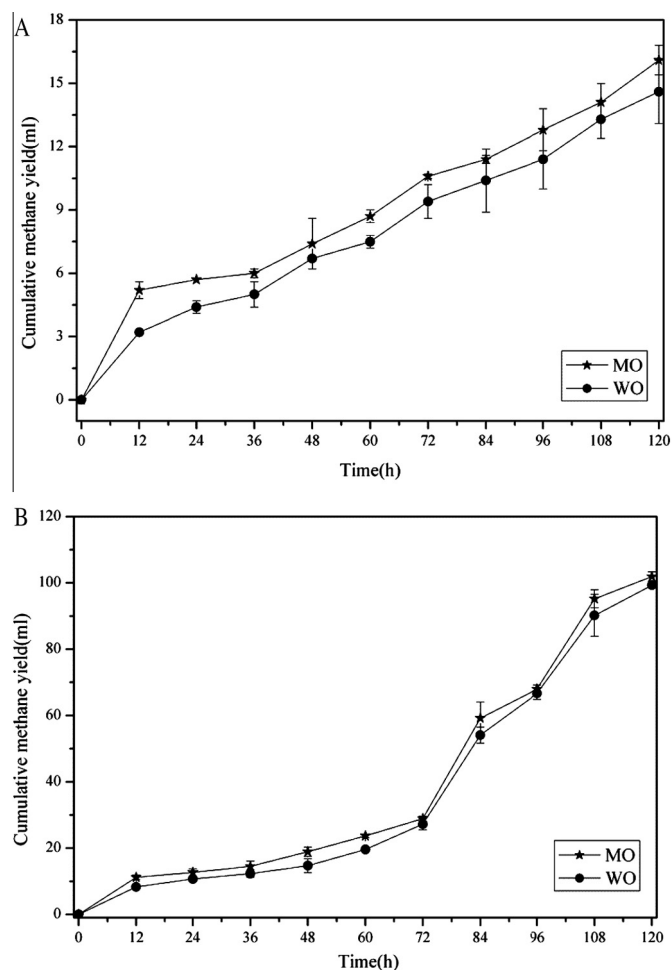 A
18
15
12
9
6
3
0
Cumulative methane yield(ml)
MO
WO
0 12 24 36 48 60 72 84 96 108 120
Time(h)
B
120
100
80
60
40
20
0
Cumulative methane yield(ml)
MO
WO
0 12 24 36 48 60 72 84 96 108 120
Time(h)